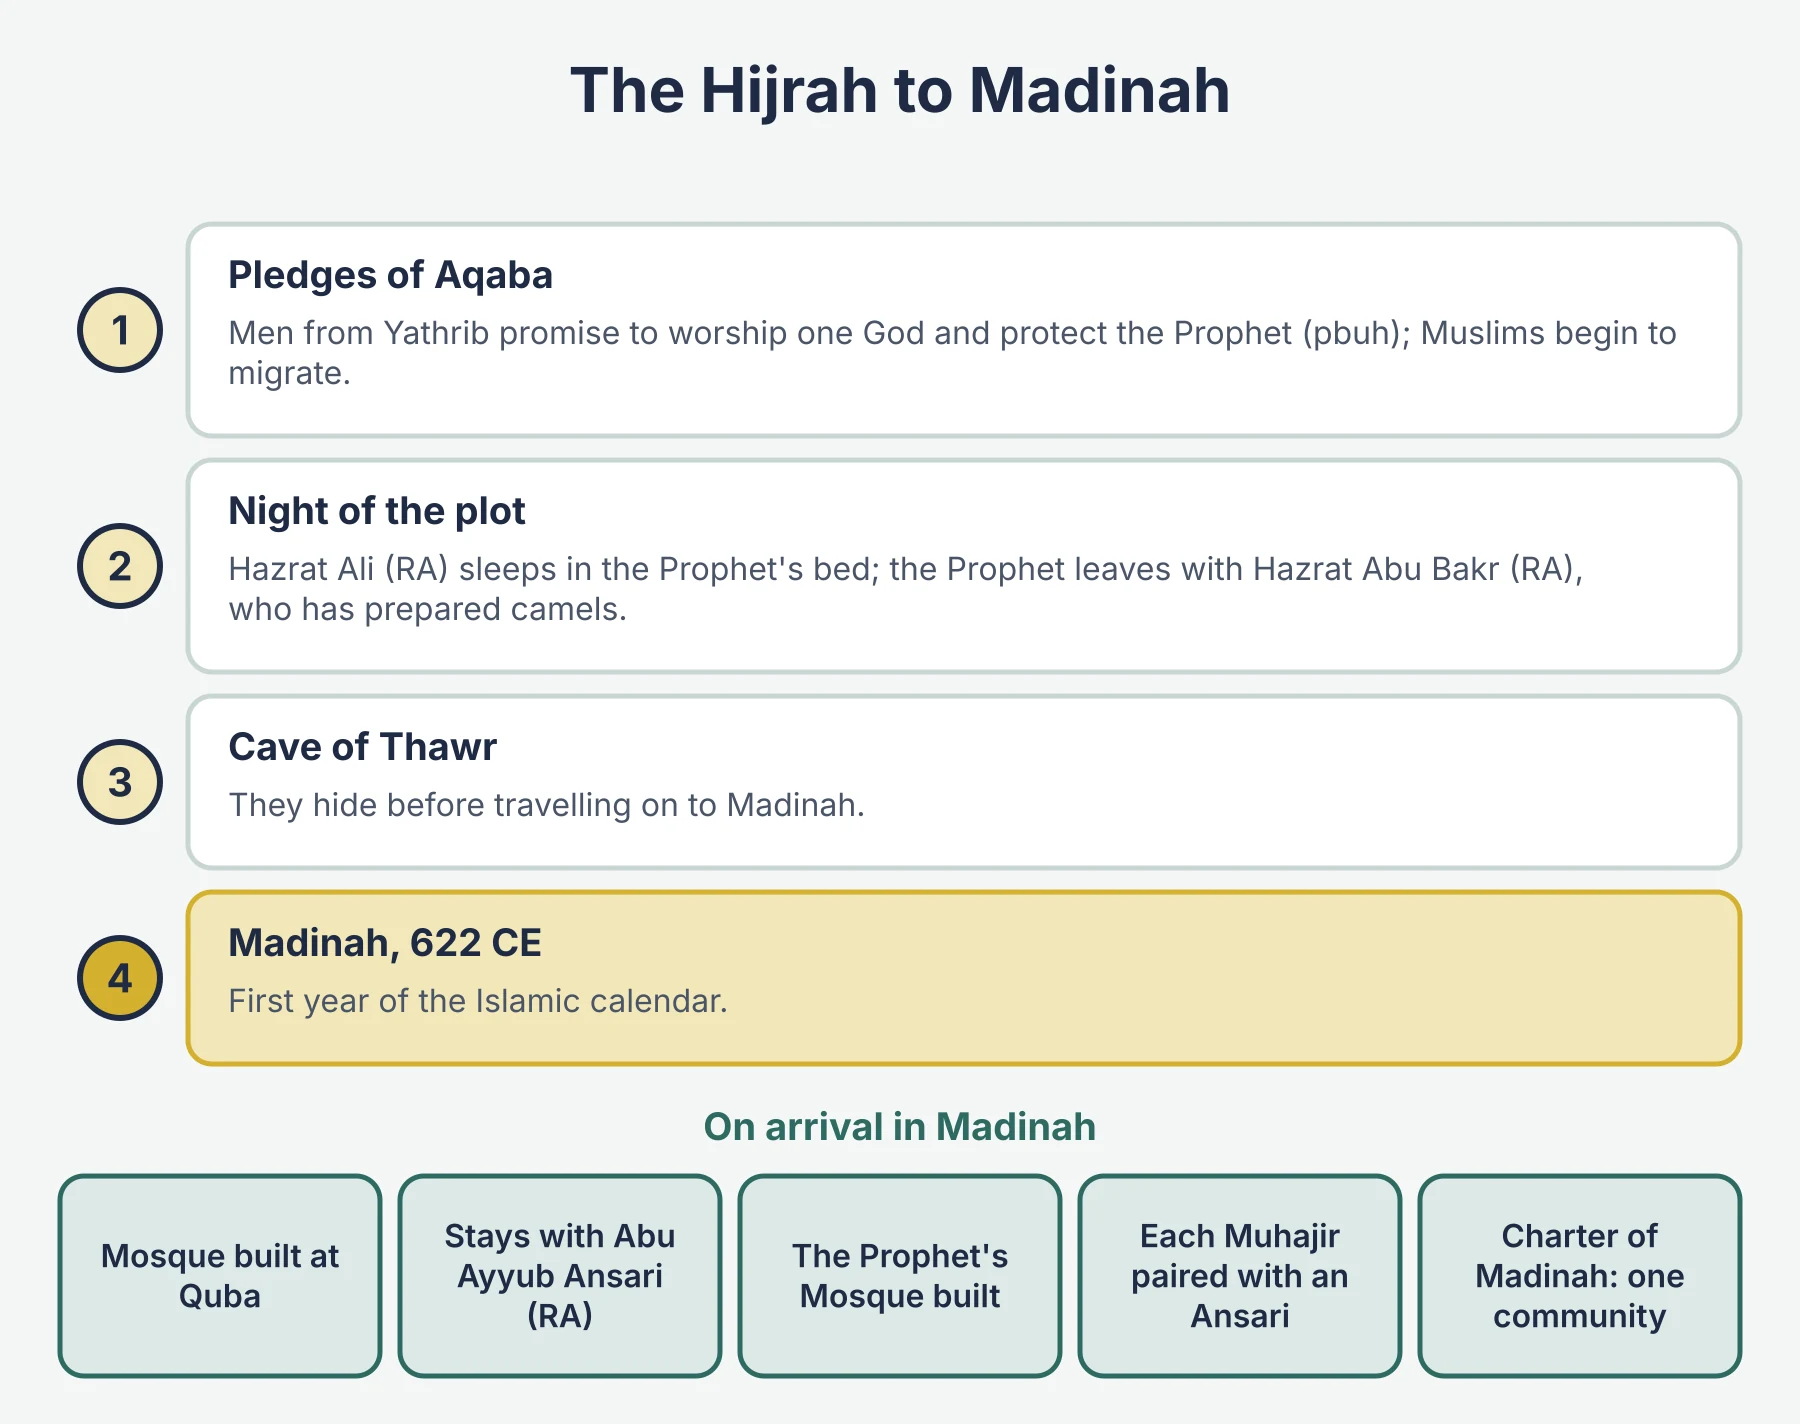 The Hijrah to Madinah
1
Pledges of Aqaba
Men from Yathrib promise to worship one God and protect the Prophet (pbuh); Muslims begin to
migrate.
2
Night of the plot
Hazrat Ali (RA) sleeps in the Prophet's bed; the Prophet leaves with Hazrat Abu Bakr (RA),
who has prepared camels.
3
Cave of Thawr
They hide before travelling on to Madinah.
4
Madinah, 622 CE
First year of the Islamic calendar.
On arrival in Madinah
Mosque built at
Quba
Stays with Abu
Ayyub Ansari
(RA)
The Prophet's
Mosque built
Each Muhajir
paired with an
Ansari
Charter of
Madinah: one
community